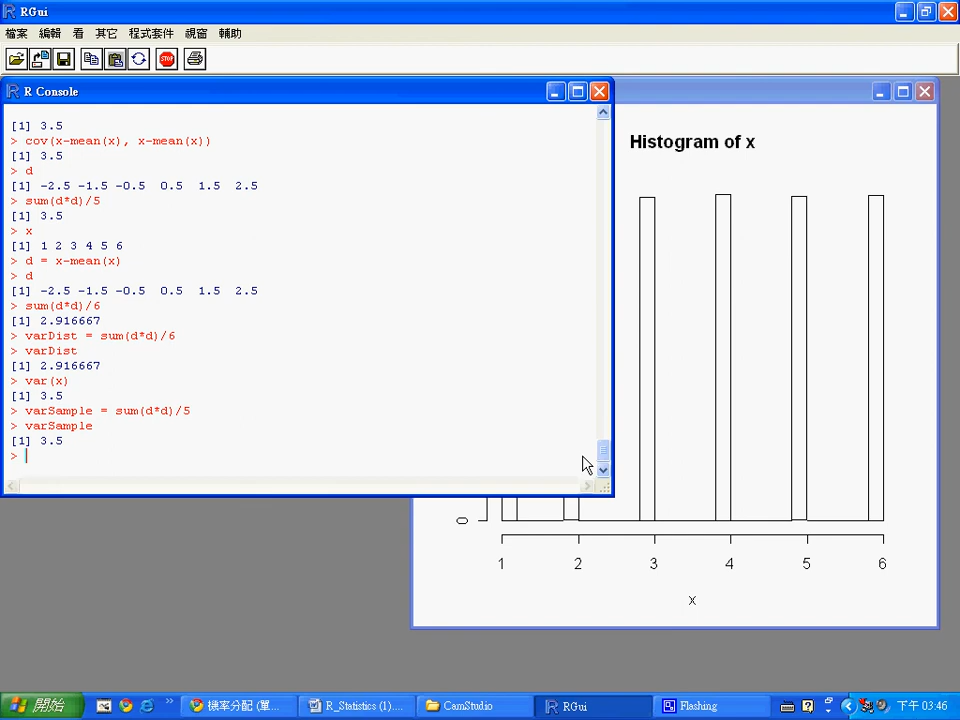 RGui
檔案 編輯 看 其它 程式套件 視窗 輔助
STOP
R Console
[1] 3.5
> cov(x-mean(x), x-mean(x))
[1] 3.5
> d
[1] -2.5 -1.5 -0.5 0.5 1.5 2.5
> sum(d*d)/5
[1] 3.5
> x
[1] 1 2 3 4 5 6
> d = x-mean(x)
> d
[1] -2.5 -1.5 -0.5 0.5 1.5 2.5
> sum(d*d)/6
[1] 2.916667
> varDist = sum(d*d)/6
> varDist
[1] 2.916667
> var(x)
[1] 3.5
> varSample = sum(d*d)/5
> varSample
[1] 3.5
>
Histogram of x
0
1 2 3 4 5 6
x
開始 機率分配 (單... R_Statistics (1).... CamStudio RGui Flashing 下午 03:46